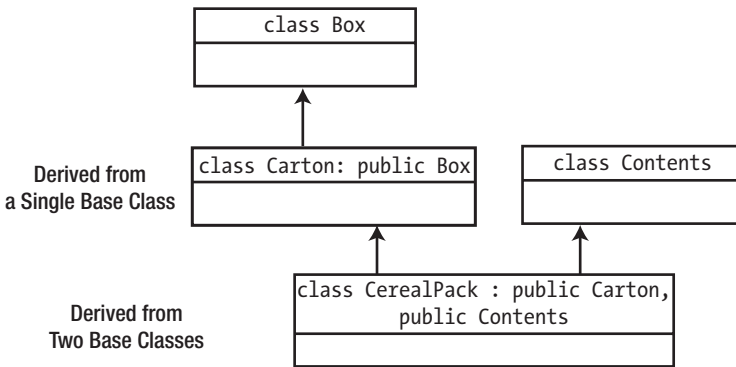 class Box
Derived from
a Single Base Class
class Carton: public Box
class Contents
Derived from
Two Base Classes
class CerealPack : public Carton,
public Contents